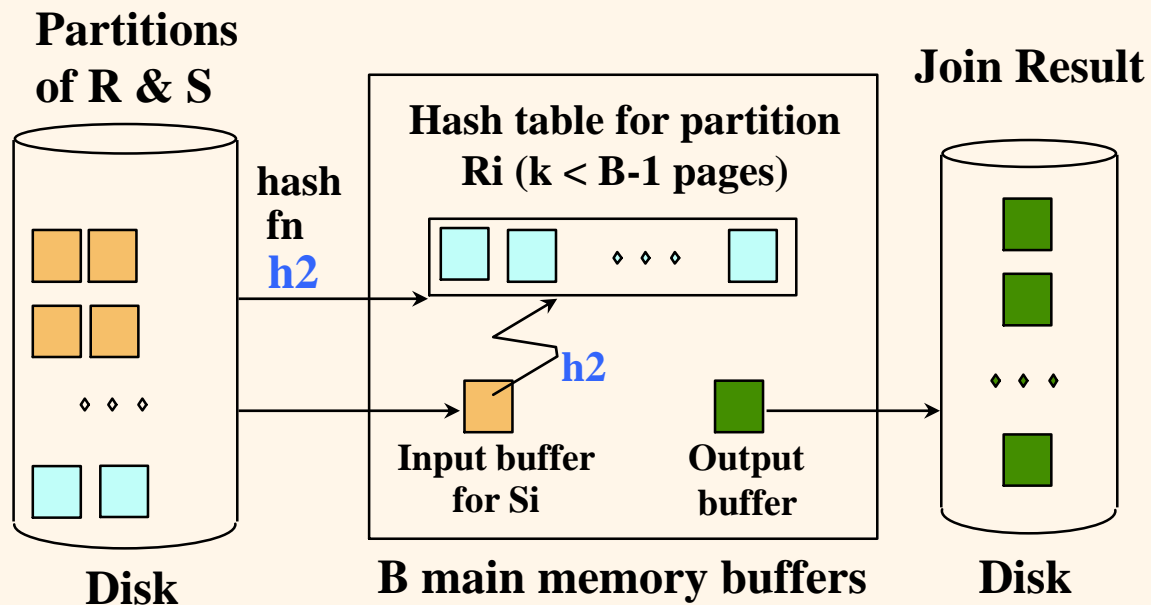 Partitions
of R & S
Join Result
Hash table for partition
Ri (k < B-1 pages)
hash
fn
h2
h2
Input buffer
for Si
Output
buffer
Disk
B main memory buffers
Disk